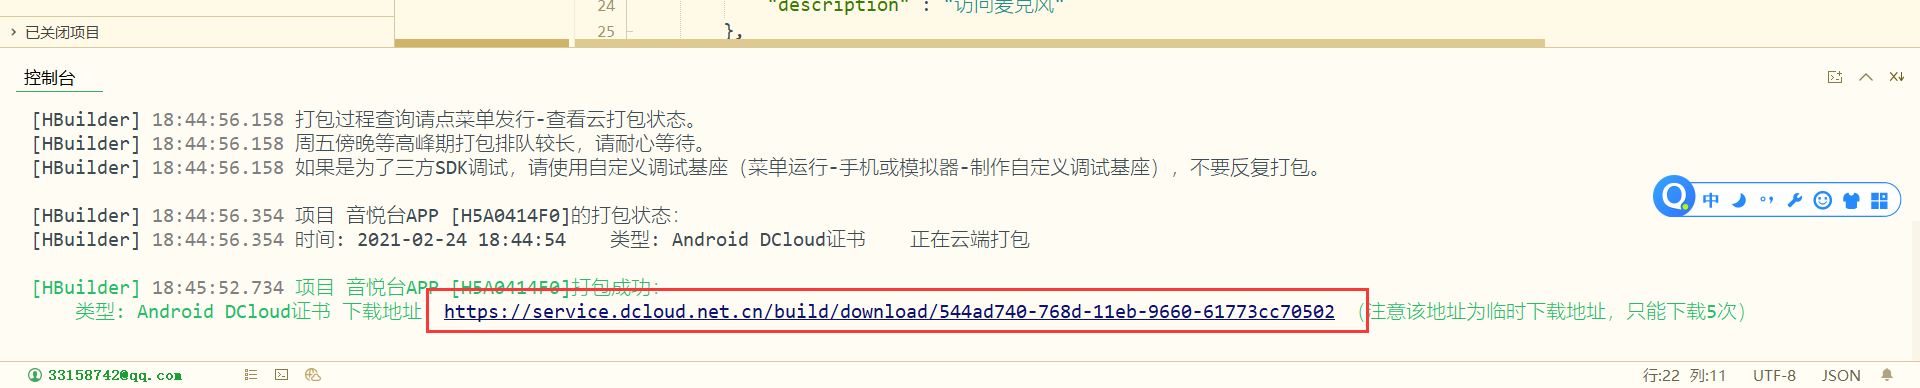 24 "description" : "访问麦克风"
已关闭项目
25 },
控制台
[HBuilder] 18:44:56.158 打包过程查询请点菜单发行-查看云打包状态。
[HBuilder] 18:44:56.158 周五傍晚等高峰期打包排队较长，请耐心等待。
[HBuilder] 18:44:56.158 如果是为了三方SDK调试，请使用自定义调试基座（菜单运行-手机或模拟器-制作自定义调试基座），不要反复打包。
中
[HBuilder] 18:44:56.354 项目 音悦台APP [H5A0414F0]的打包状态：
[HBuilder] 18:44:56.354 时间: 2021-02-24 18:44:54 类型: Android DCloud证书 正在云端打包
[HBuilder] 18:45:52.734 项目 音悦台APP [H5A0414F0]打包成功：
类型: Android DCloud证书 下载地址 https://service.dcloud.net.cn/build/download/544ad740-768d-11eb-9660-61773cc70502 （注意该地址为临时下载地址，只能下载5次）
33158742@qq.com 行:22 列:11 UTF-8 JSON